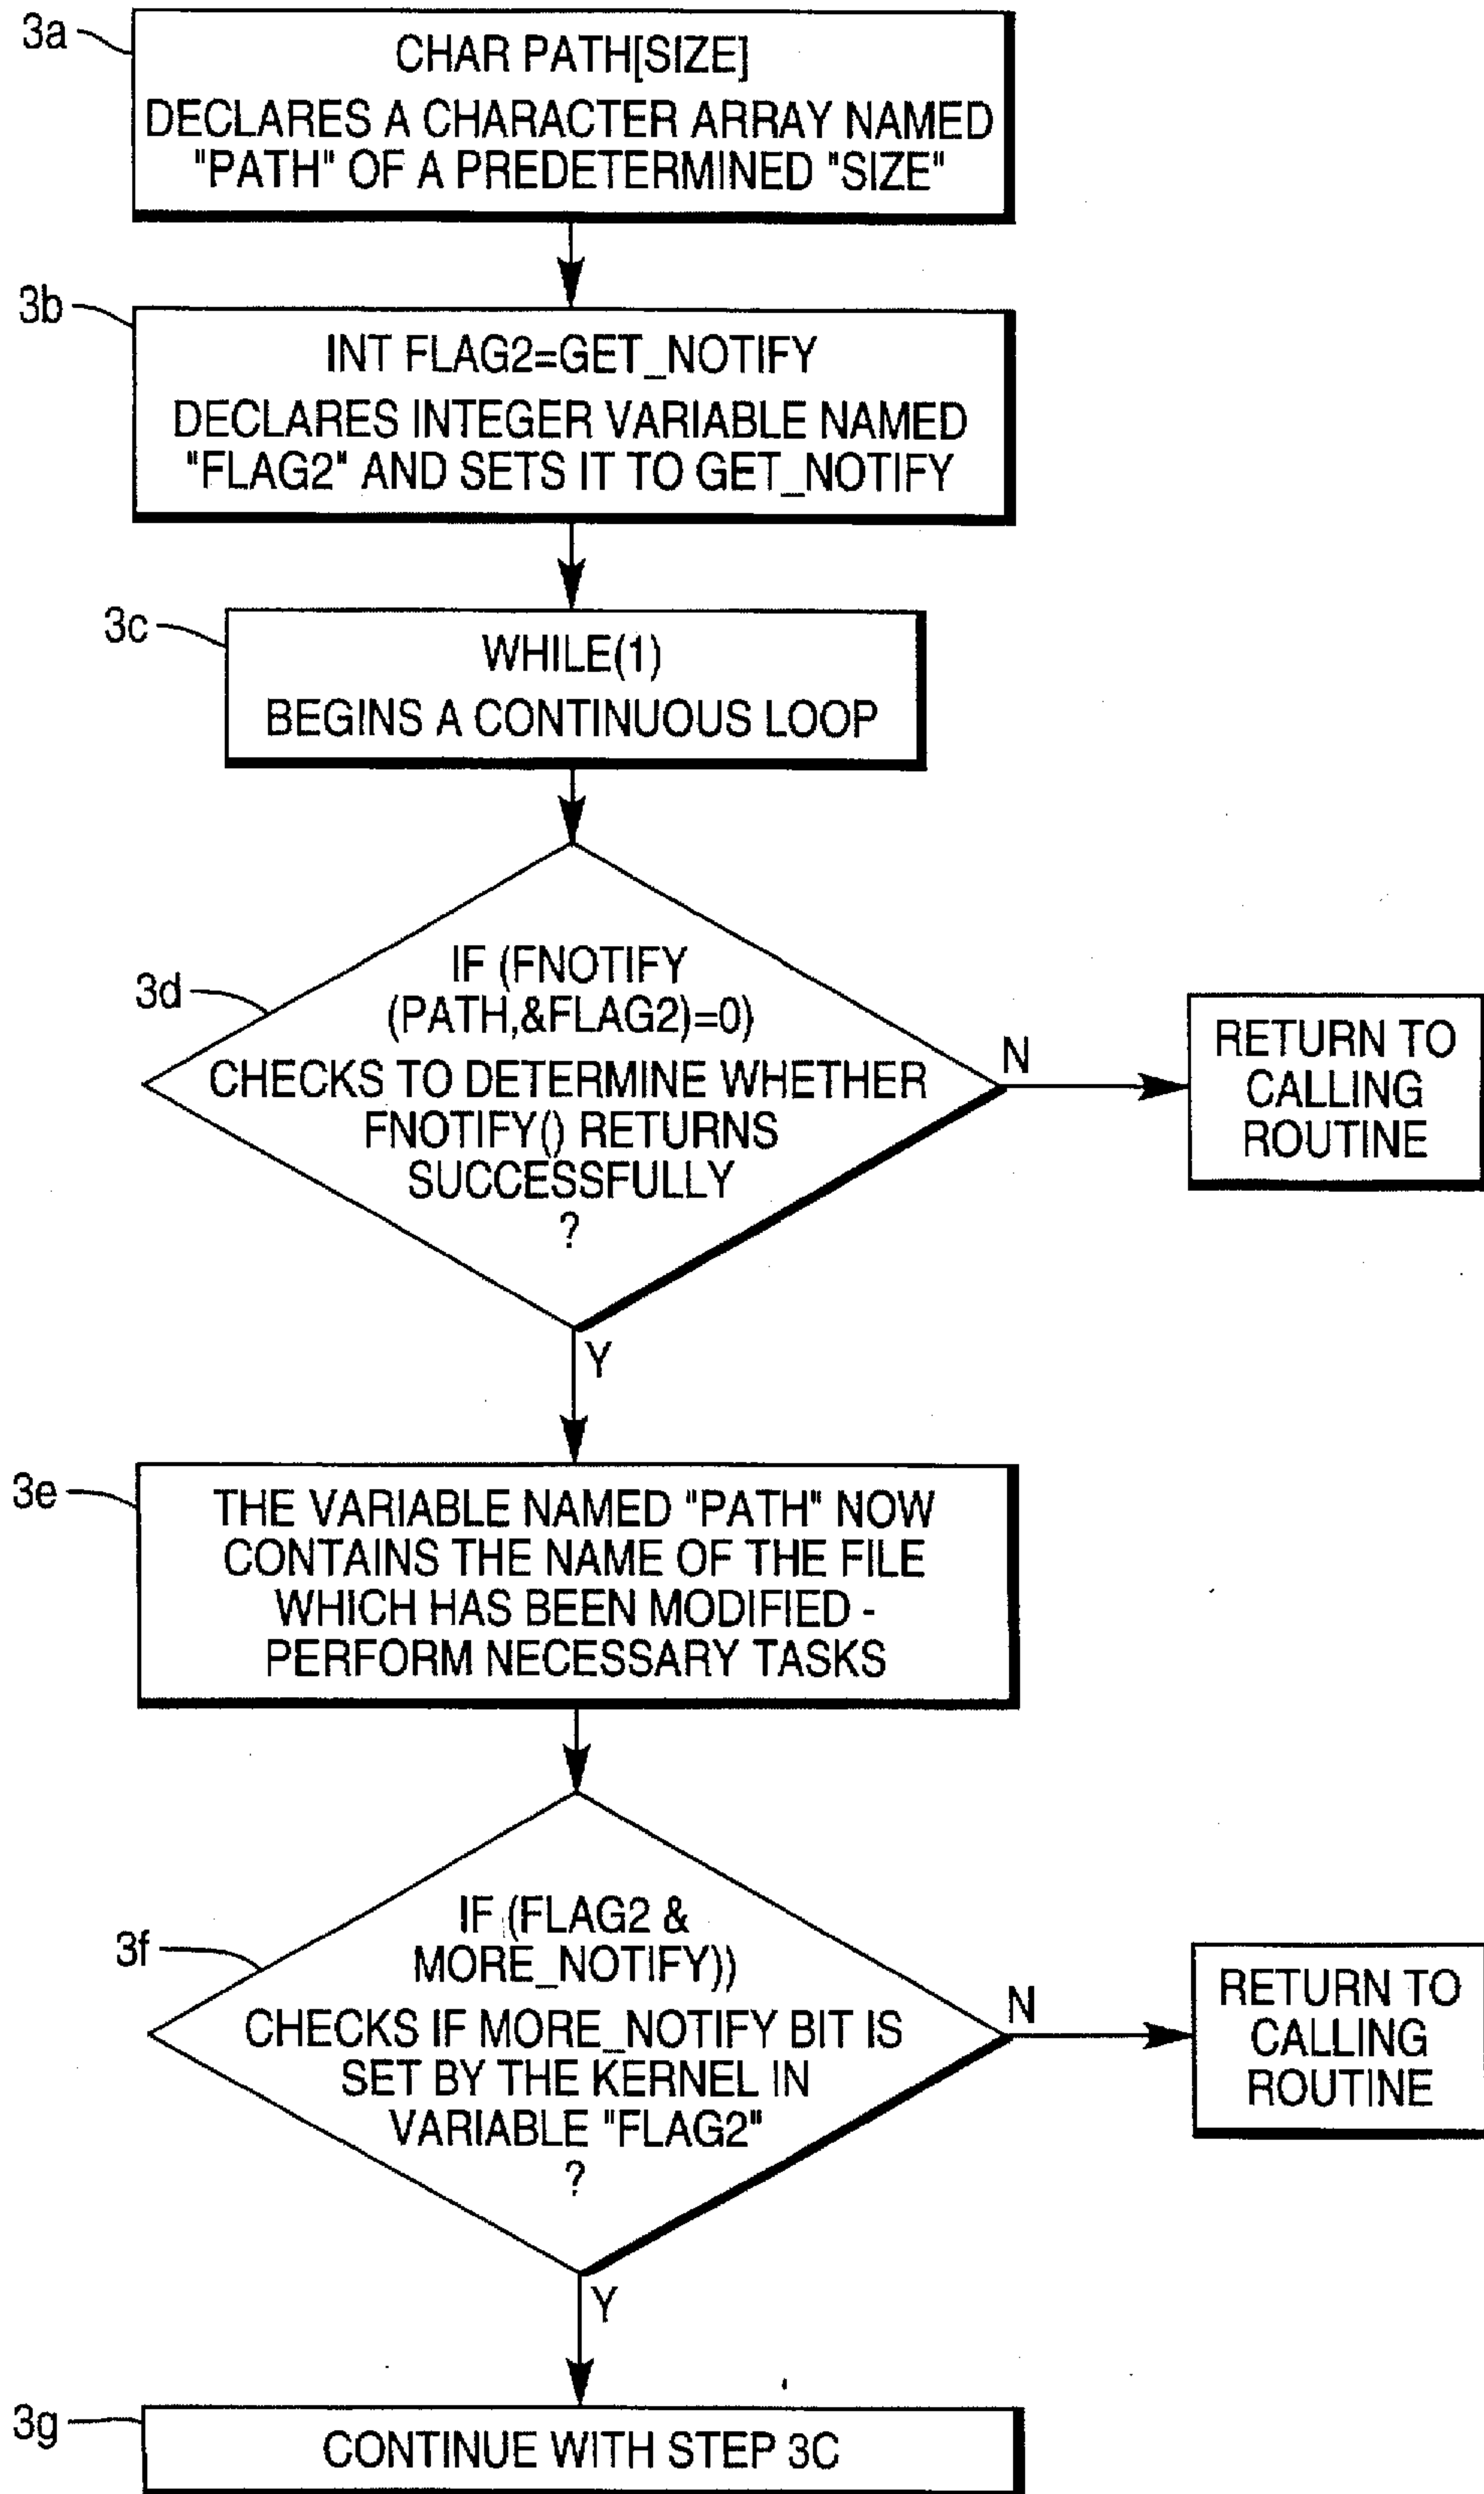 3a
CHAR PATH[SIZE]
DECLARES A CHARACTER ARRAY NAMED
"PATH" OF A PREDETERMINED "SIZE"
3b
INT FLAG2=GET_NOTIFY
DECLARES INTEGER VARIABLE NAMED
"FLAG2" AND SETS IT TO GET_NOTIFY
3c
WHILE(1)
BEGINS A CONTINUOUS LOOP
3d
IF (FNOTIFY
(PATH,&FLAG2)=0)
CHECKS TO DETERMINE WHETHER
FNOTIFY() RETURNS
SUCCESSFULLY
?
N
RETURN TO
CALLING
ROUTINE
Y
3e
THE VARIABLE NAMED "PATH" NOW
CONTAINS THE NAME OF THE FILE
WHICH HAS BEEN MODIFIED -
PERFORM NECESSARY TASKS
3f
IF (FLAG2 &
MORE_NOTIFY))
CHECKS IF MORE_NOTIFY BIT IS
SET BY THE KERNEL IN
VARIABLE "FLAG2"
?
N
RETURN TO
CALLING
ROUTINE
Y
3g
CONTINUE WITH STEP 3C